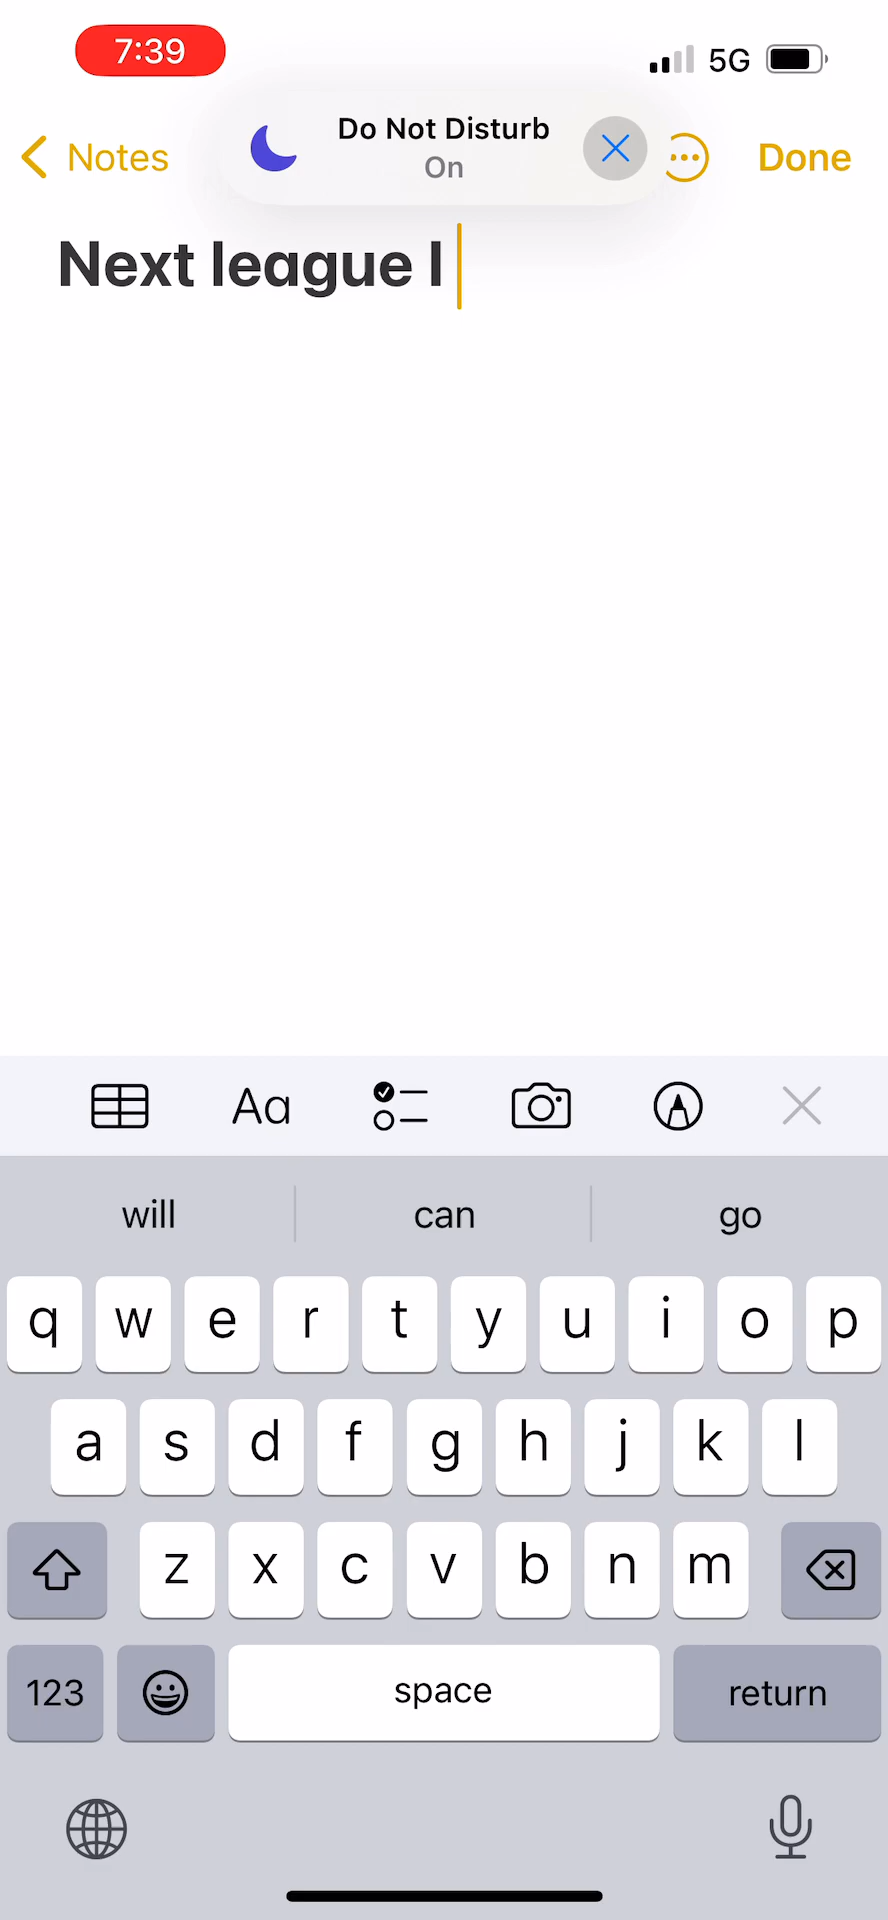 7:39
5G
Do Not Disturb
On
Notes
Done
Next league I
Aa
will can go
q w e r t y u i o p
a s d f g h j k l
z x c v b n m
123 space return